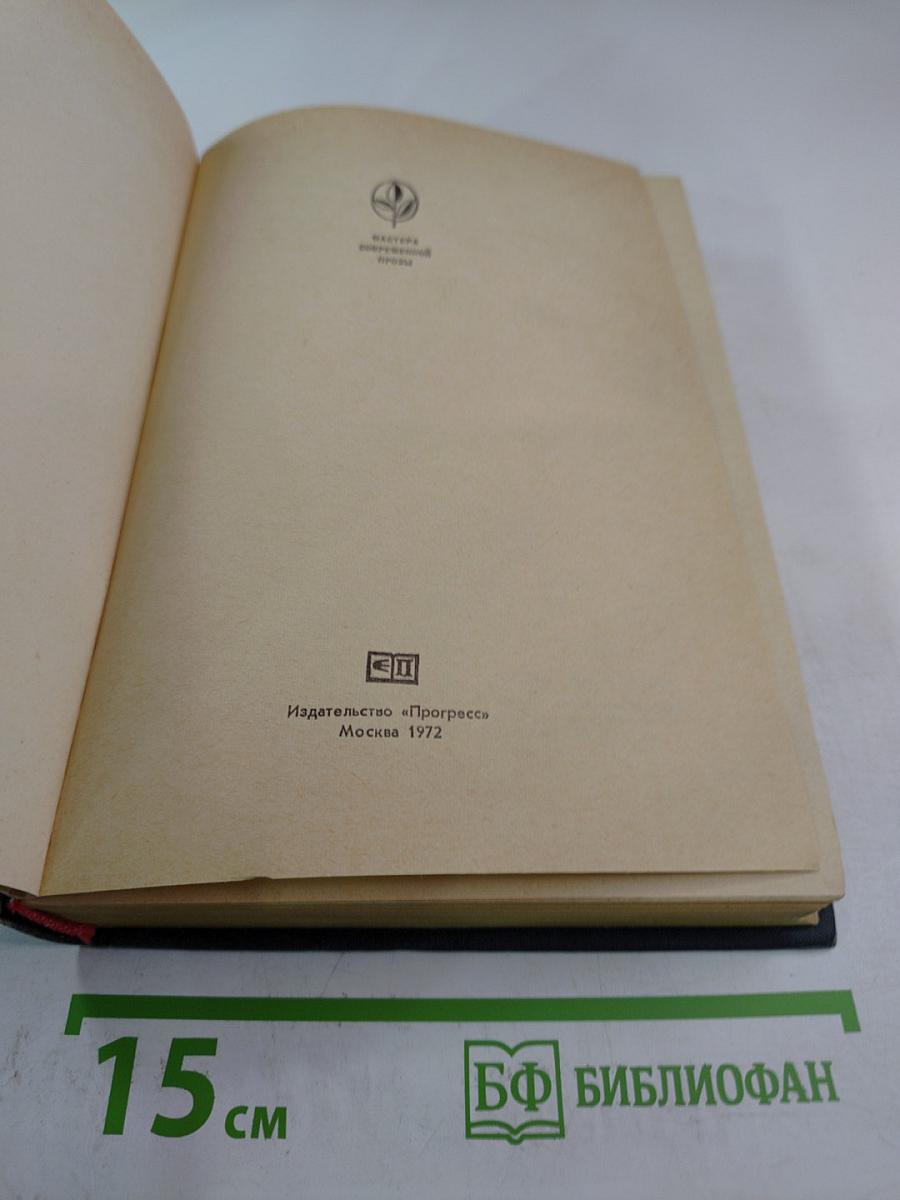 МАСТЕРА
СОВРЕМЕННОЙ
ПРОЗЫ
П
Издательство «Прогресс»
Москва 1972
15 см
БФ БИБЛИОФАН